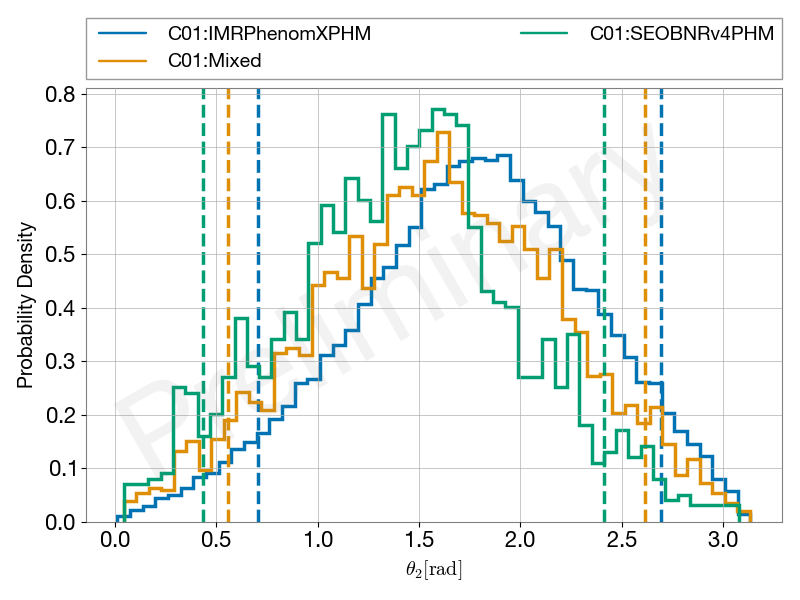 C01:IMRPhenomXPHM
C01:Mixed
C01:SEOBNRv4PHM
0.8
0.7
0.6
0.5
0.4
0.3
0.2
0.1
0.0
Probability Density
Preliminary
0.0 0.5 1.0 1.5 2.0 2.5 3.0
θ₂[rad]